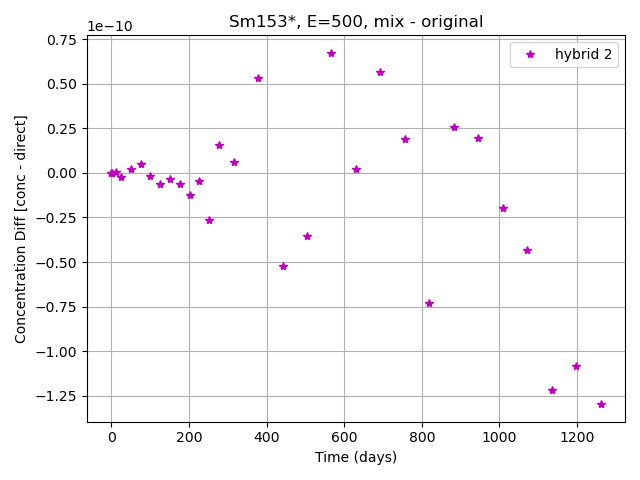 Sm153*, E=500, mix - original
1e−10
hybrid 2
0.75
0.50
0.25
0.00
−0.25
−0.50
−0.75
−1.00
−1.25
Concentration Diff [conc - direct]
0 200 400 600 800 1000 1200
Time (days)